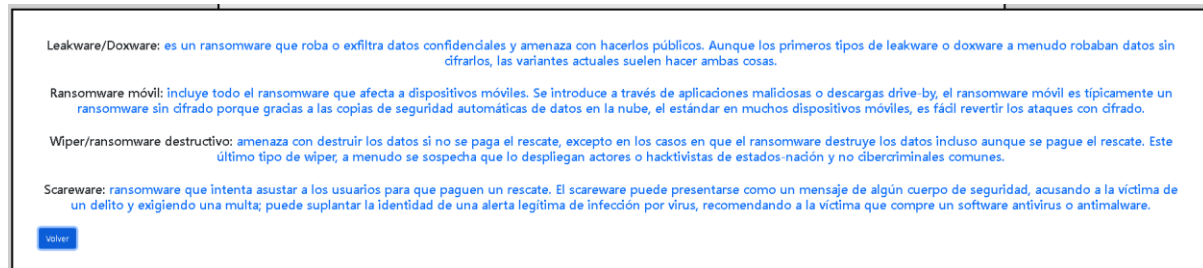 Leakware/Doxware: es un ransomware que roba o exfiltra datos confidenciales y amenaza con hacerlos públicos. Aunque los primeros tipos de leakware o doxware a menudo robaban datos sin
cifrarlos, las variantes actuales suelen hacer ambas cosas.
Ransomware móvil: incluye todo el ransomware que afecta a dispositivos móviles. Se introduce a través de aplicaciones maliciosas o descargas drive-by, el ransomware móvil es típicamente un
ransomware sin cifrado porque gracias a las copias de seguridad automáticas de datos en la nube, el estándar en muchos dispositivos móviles, es fácil revertir los ataques con cifrado.
Wiper/ransomware destructivo: amenaza con destruir los datos si no se paga el rescate, excepto en los casos en que el ransomware destruye los datos incluso aunque se pague el rescate. Este
último tipo de wiper, a menudo se sospecha que lo despliegan actores o hacktivistas de estados-nación y no cibercriminales comunes.
Scareware: ransomware que intenta asustar a los usuarios para que paguen un rescate. El scareware puede presentarse como un mensaje de algún cuerpo de seguridad, acusando a la víctima de
un delito y exigiendo una multa; puede suplantar la identidad de una alerta legítima de infección por virus, recomendando a la víctima que compre un software antivirus o antimalware.
Volver